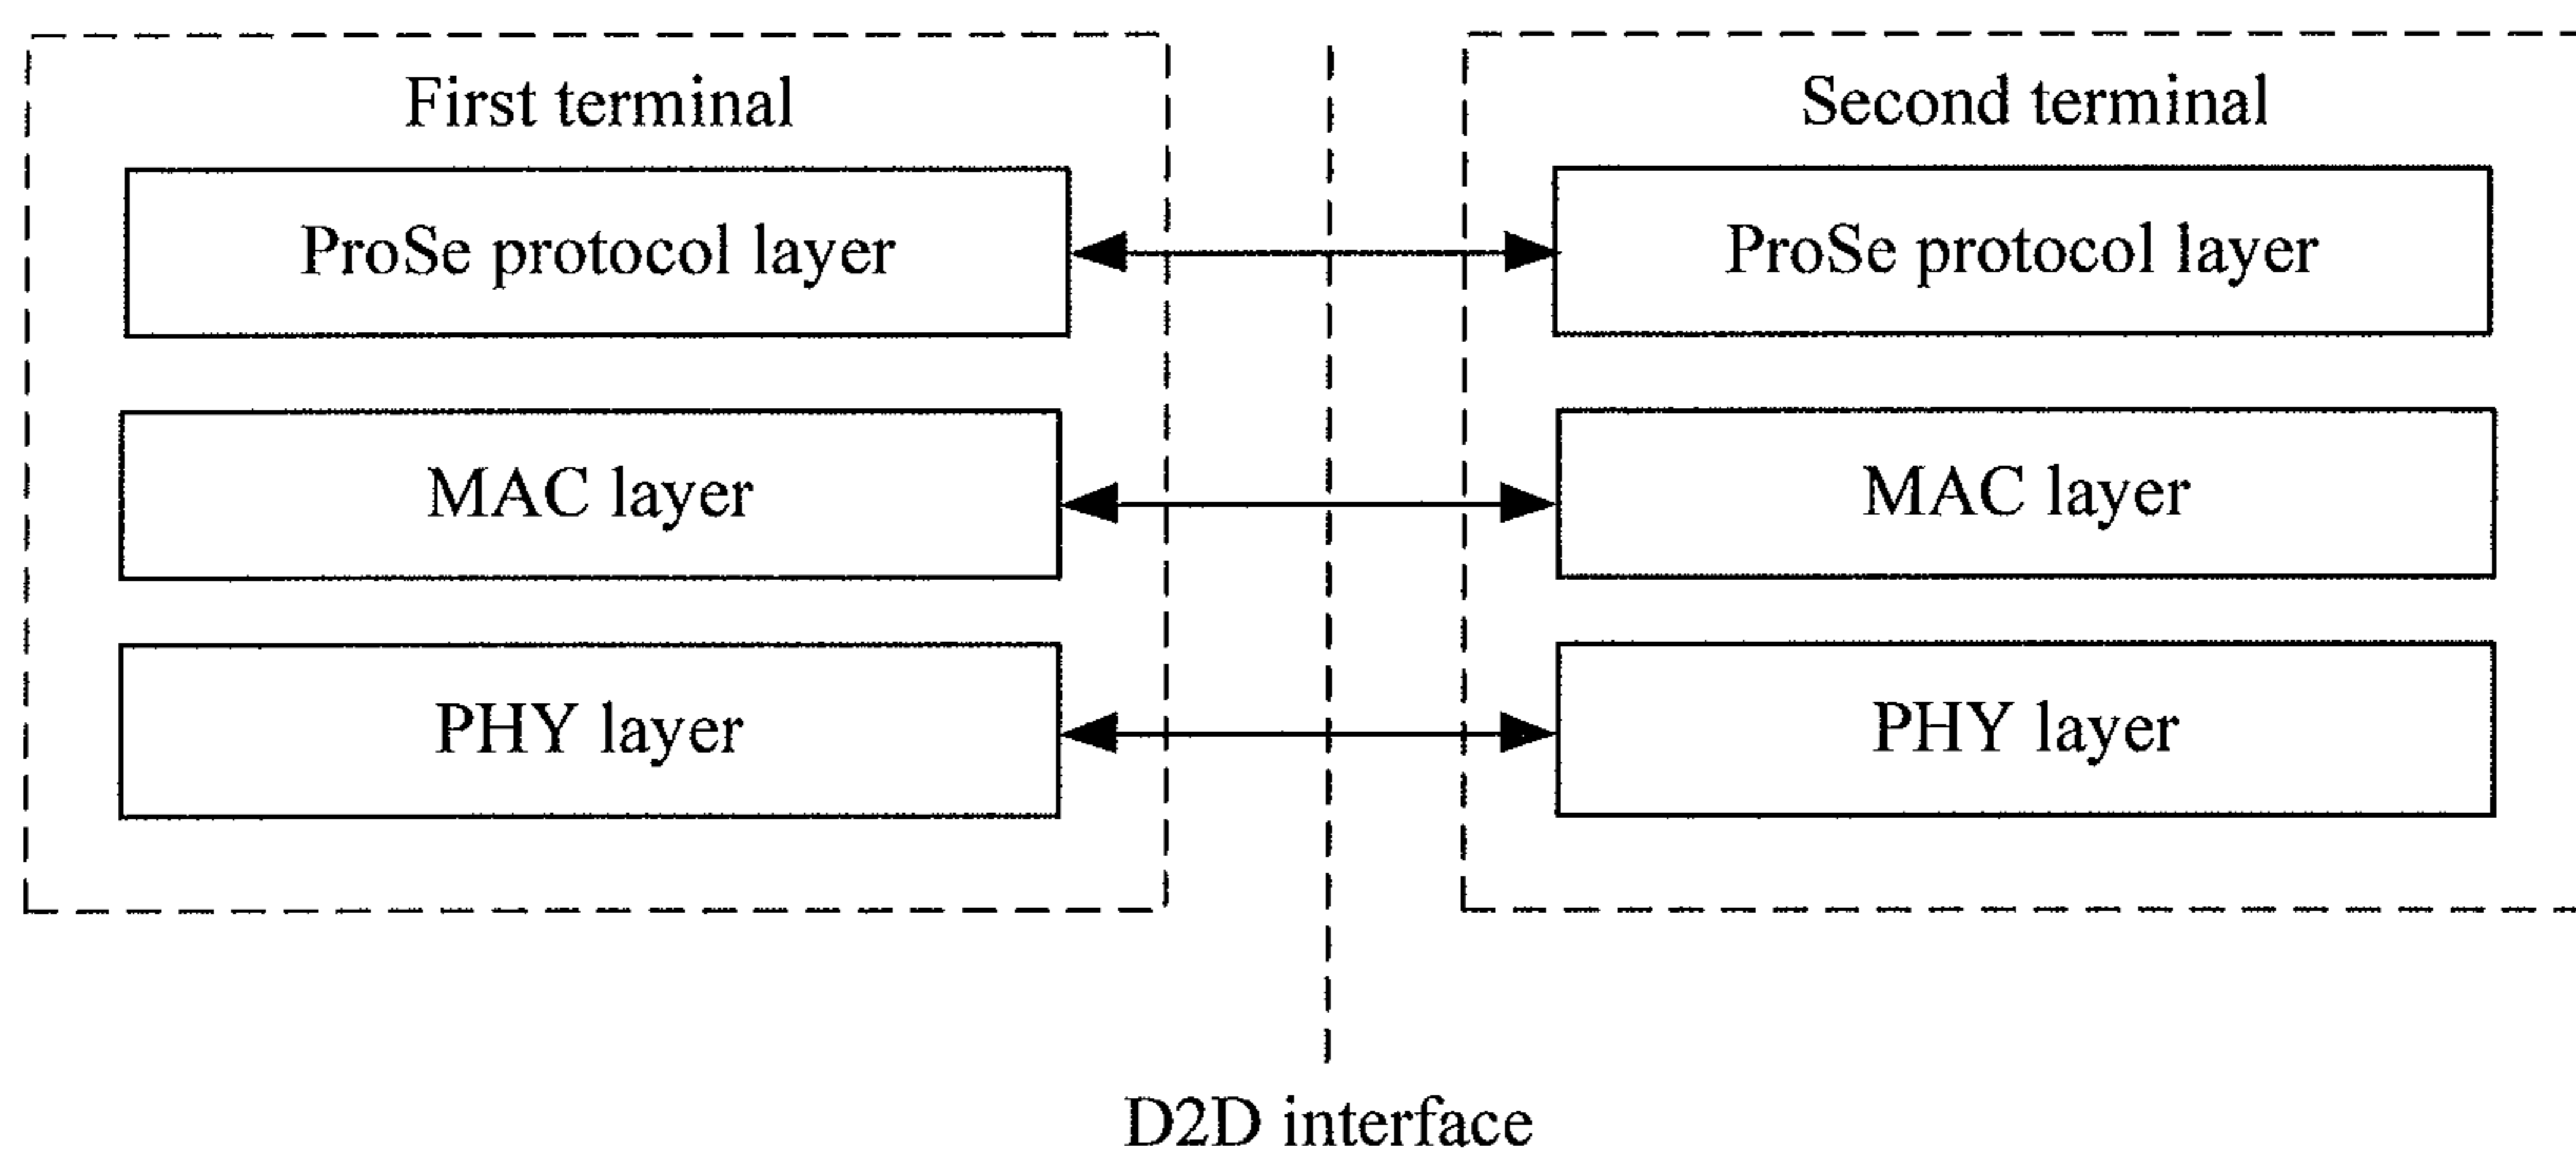 First terminal
Second terminal
ProSe protocol layer
ProSe protocol layer
MAC layer
MAC layer
PHY layer
PHY layer
D2D interface